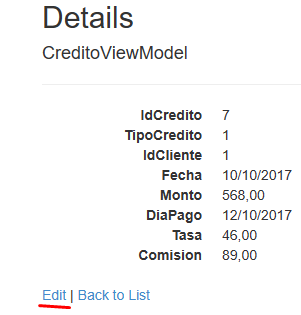 Details
CreditoViewModel
IdCredito 7
TipoCredito 1
IdCliente 1
Fecha 10/10/2017
Monto 568,00
DiaPago 12/10/2017
Tasa 46,00
Comision 89,00
Edit | Back to List